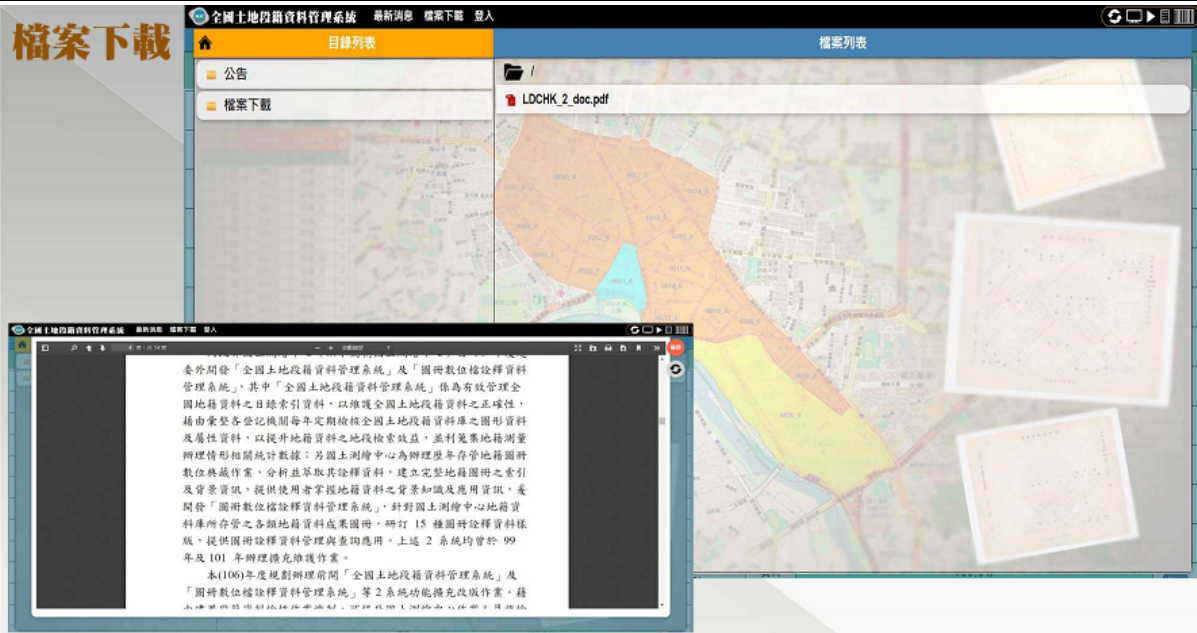 檔案下載
全國土地段籍資料管理系統 最新消息 檔案下載 登入
目錄列表
檔案列表
公告
檔案下載
/
LDCHK_2_doc.pdf
全國土地段籍資料管理系統 最新消息 檔案下載 登入
委外開發「全國土地段籍資料管理系統」及「圖冊數位檔詮釋資料
管理系統」,其中「全國土地段籍資料管理系統」係為有效管理全
國地籍資料之目錄索引資料,以維護全國土地段籍資料之正確性,
藉由彙整各登記機關每年定期檢核全國土地段籍資料庫之圖形資料
及屬性資料,以提升地籍資料之地段檢索效益,並利蒐集地籍測量
辦理情形相關統計數據;另國土測繪中心為辦理歷年存管地籍圖冊
數位典藏作業,分析並萃取其詮釋資料,建立完整地籍圖冊之索引
及背景資訊,提供使用者掌握地籍資料之背景知識及應用資訊,爰
開發「圖冊數位檔詮釋資料管理系統」,針對國土測繪中心地籍資
料庫所存管之各類地籍資料成果圖冊,研訂 15 種圖冊詮釋資料樣
版,提供圖冊詮釋資料管理與查詢應用。上述 2 系統均曾於 99
年及 101 年辦理擴充維護作業。
本(106)年度規劃辦理前開「全國土地段籍資料管理系統」及
「圖冊數位檔詮釋資料管理系統」等 2 系統功能擴充改版作業。藉